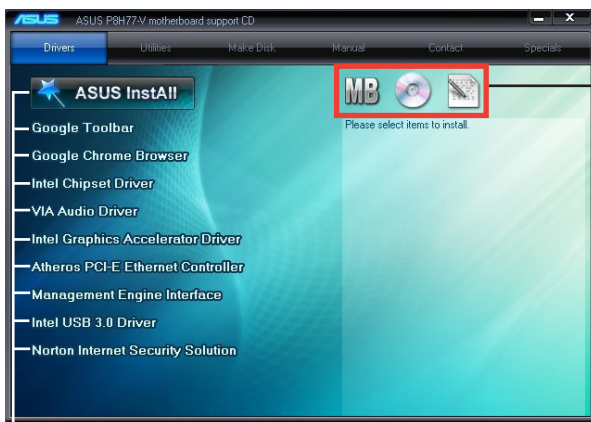 ASUS ASUS P8H77-V motherboard support CD
Drivers Utilities Make Disk Manual Contact Specials
ASUS InstAll
MB
Please select items to install.
Google Toolbar
Google Chrome Browser
Intel Chipset Driver
VIA Audio Driver
Intel Graphics Accelerator Driver
Atheros PCI-E Ethernet Controller
Management Engine Interface
Intel USB 3.0 Driver
Norton Internet Security Solution